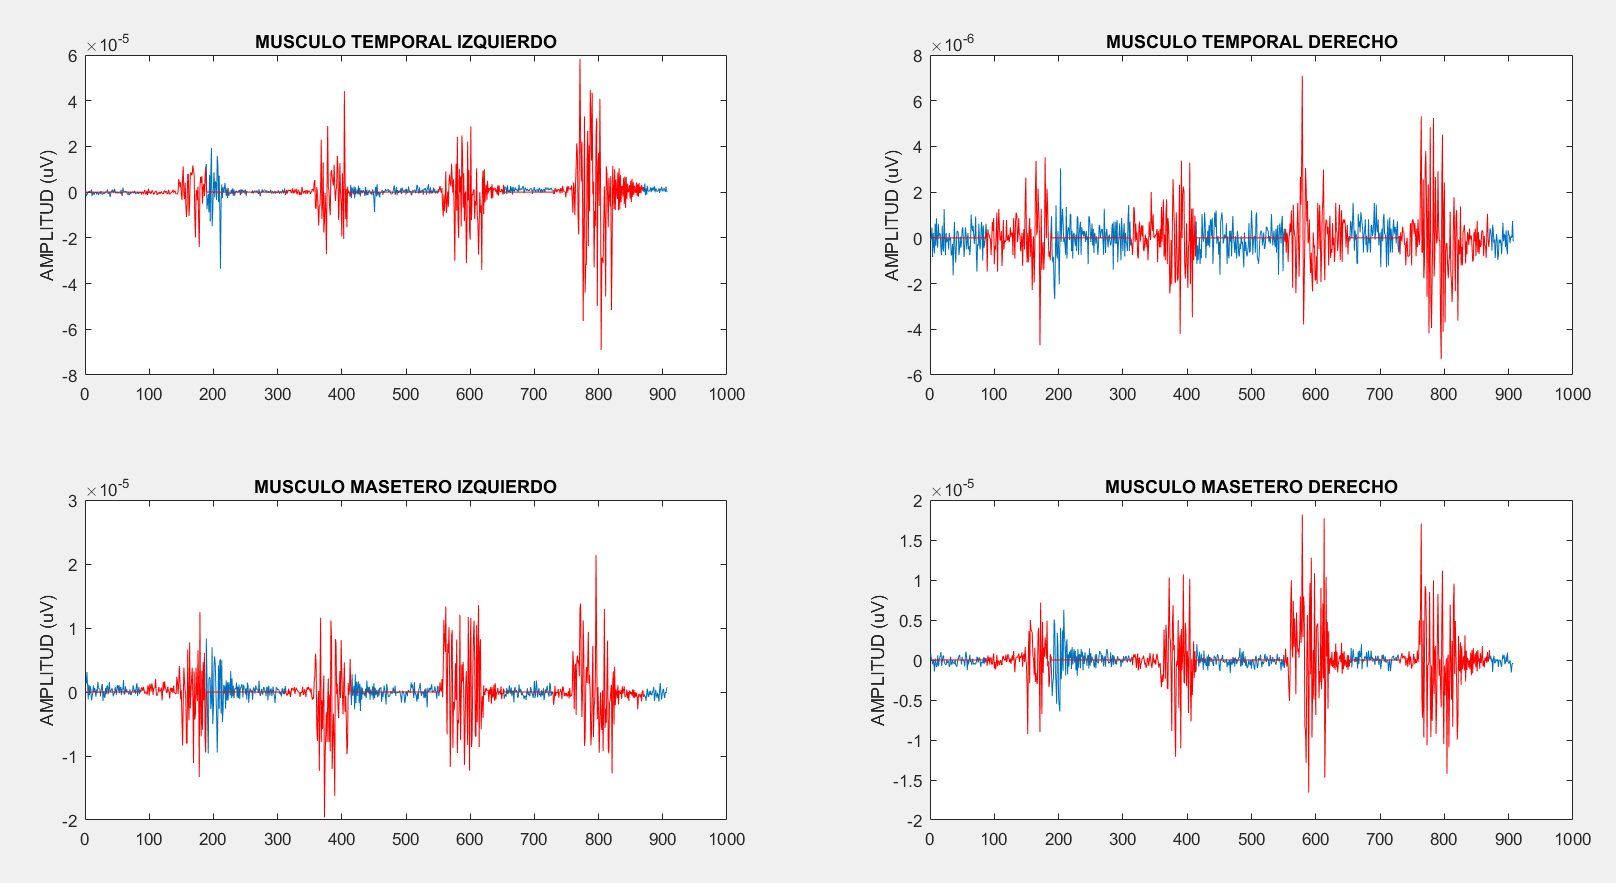 MUSCULO TEMPORAL IZQUIERDO
×10-5
AMPLITUD (uV)
6
4
2
0
-2
-4
-6
-8
0 100 200 300 400 500 600 700 800 900 1000
MUSCULO TEMPORAL DERECHO
×10-6
AMPLITUD (uV)
8
6
4
2
0
-2
-4
-6
0 100 200 300 400 500 600 700 800 900 1000
MUSCULO MASETERO IZQUIERDO
×10-5
AMPLITUD (uV)
3
2
1
0
-1
-2
0 100 200 300 400 500 600 700 800 900 1000
MUSCULO MASETERO DERECHO
×10-5
AMPLITUD (uV)
2
1.5
1
0.5
0
-0.5
-1
-1.5
-2
0 100 200 300 400 500 600 700 800 900 1000